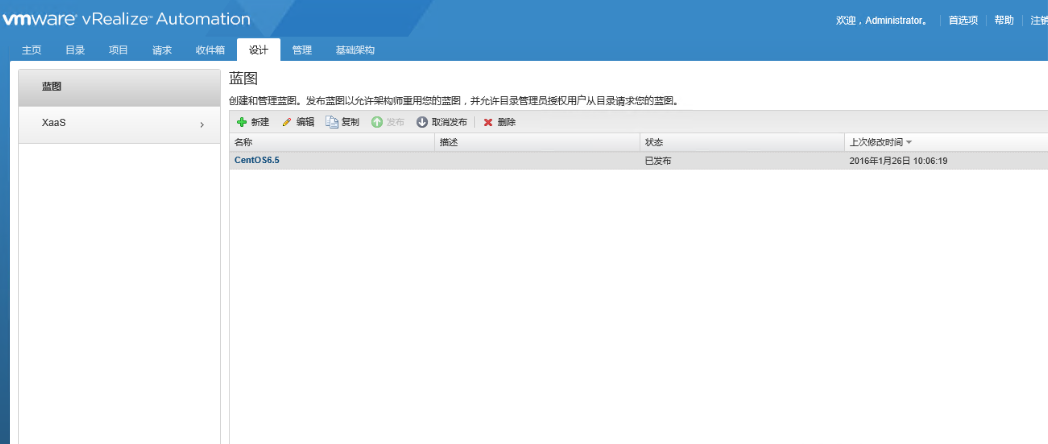 vmware® vRealize™ Automation
欢迎，Administrator。 首选项 帮助 注销
主页 目录 项目 请求 收件箱 设计 管理 基础架构
蓝图
XaaS
蓝图
创建和管理蓝图。发布蓝图以允许架构师重用您的蓝图，并允许目录管理员授权用户从目录请求您的蓝图。
新建 编辑 复制 发布 取消发布 删除
名称 描述 状态 上次修改时间
CentOS6.5 已发布 2016年1月26日 10:06:19